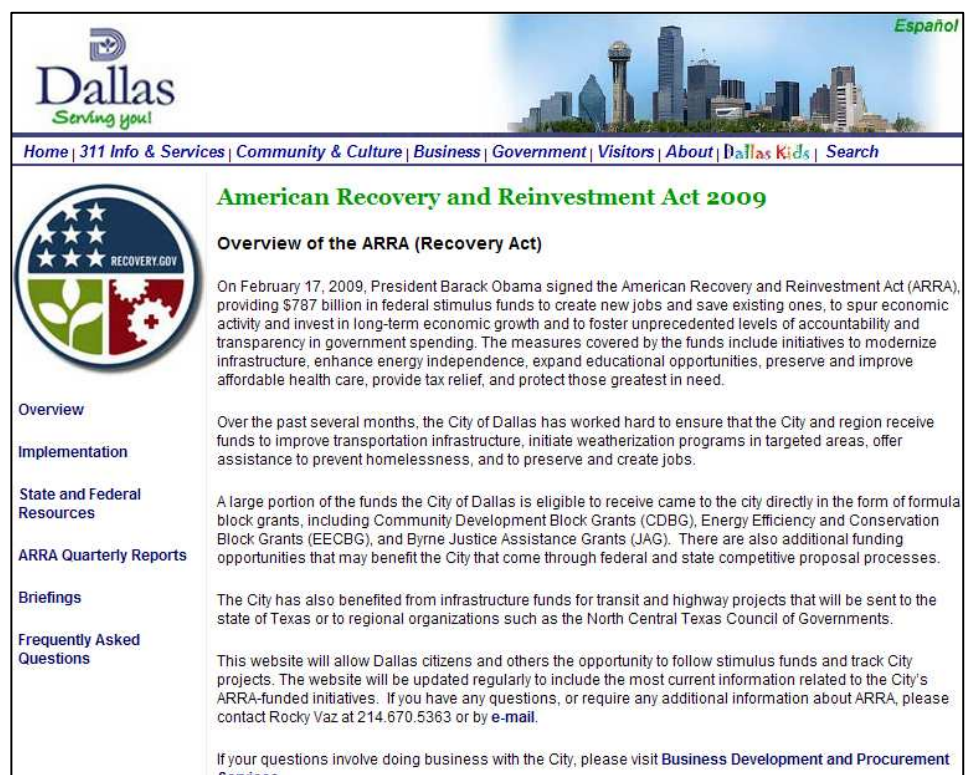 Español
Dallas
Serving you!
Home | 311 Info & Services | Community & Culture | Business | Government | Visitors | About | Dallas Kids | Search
RECOVERY.GOV
Overview
Implementation
State and Federal
Resources
ARRA Quarterly Reports
Briefings
Frequently Asked
Questions
American Recovery and Reinvestment Act 2009
Overview of the ARRA (Recovery Act)
On February 17, 2009, President Barack Obama signed the American Recovery and Reinvestment Act (ARRA),
providing $787 billion in federal stimulus funds to create new jobs and save existing ones, to spur economic
activity and invest in long-term economic growth and to foster unprecedented levels of accountability and
transparency in government spending. The measures covered by the funds include initiatives to modernize
infrastructure, enhance energy independence, expand educational opportunities, preserve and improve
affordable health care, provide tax relief, and protect those greatest in need.
Over the past several months, the City of Dallas has worked hard to ensure that the City and region receive
funds to improve transportation infrastructure, initiate weatherization programs in targeted areas, offer
assistance to prevent homelessness, and to preserve and create jobs.
A large portion of the funds the City of Dallas is eligible to receive came to the city directly in the form of formula
block grants, including Community Development Block Grants (CDBG), Energy Efficiency and Conservation
Block Grants (EECBG), and Byrne Justice Assistance Grants (JAG). There are also additional funding
opportunities that may benefit the City that come through federal and state competitive proposal processes.
The City has also benefited from infrastructure funds for transit and highway projects that will be sent to the
state of Texas or to regional organizations such as the North Central Texas Council of Governments.
This website will allow Dallas citizens and others the opportunity to follow stimulus funds and track City
projects. The website will be updated regularly to include the most current information related to the City's
ARRA-funded initiatives. If you have any questions, or require any additional information about ARRA, please
contact Rocky Vaz at 214.670.5363 or by e-mail.
If your questions involve doing business with the City, please visit Business Development and Procurement